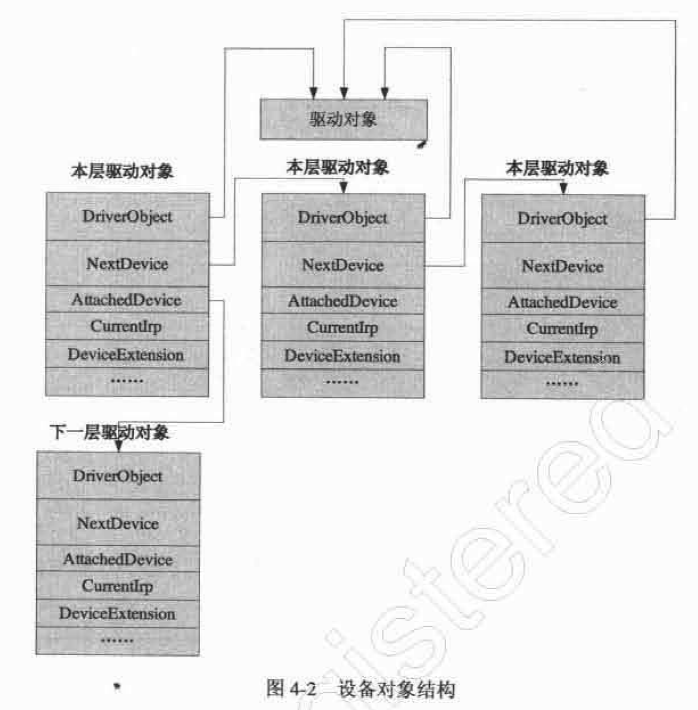 驱动对象
本层驱动对象
本层驱动对象
本层驱动对象
DriverObject
NextDevice
AttachedDevice
CurrentIrp
DeviceExtension
......
DriverObject
NextDevice
AttachedDevice
CurrentIrp
DeviceExtension
......
DriverObject
NextDevice
AttachedDevice
CurrentIrp
DeviceExtension
......
下一层驱动对象
DriverObject
NextDevice
AttachedDevice
CurrentIrp
DeviceExtension
......
图 4-2 设备对象结构